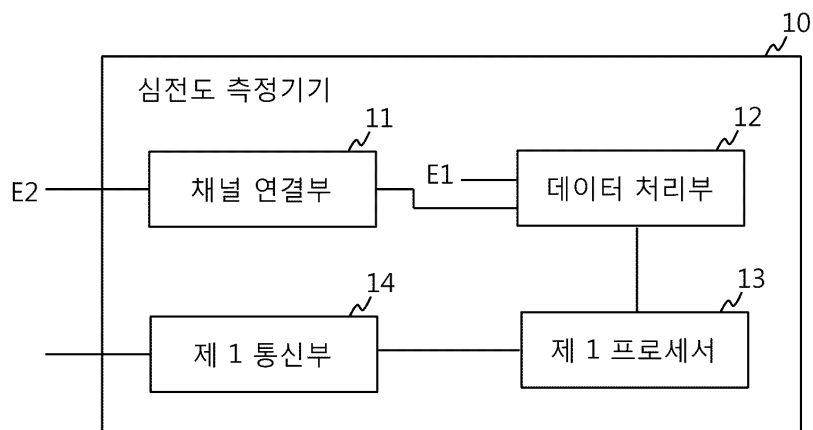 10
심전도 측정기기
11
12
E2
채널 연결부
E1
데이터 처리부
14
13
제 1 통신부
제 1 프로세서